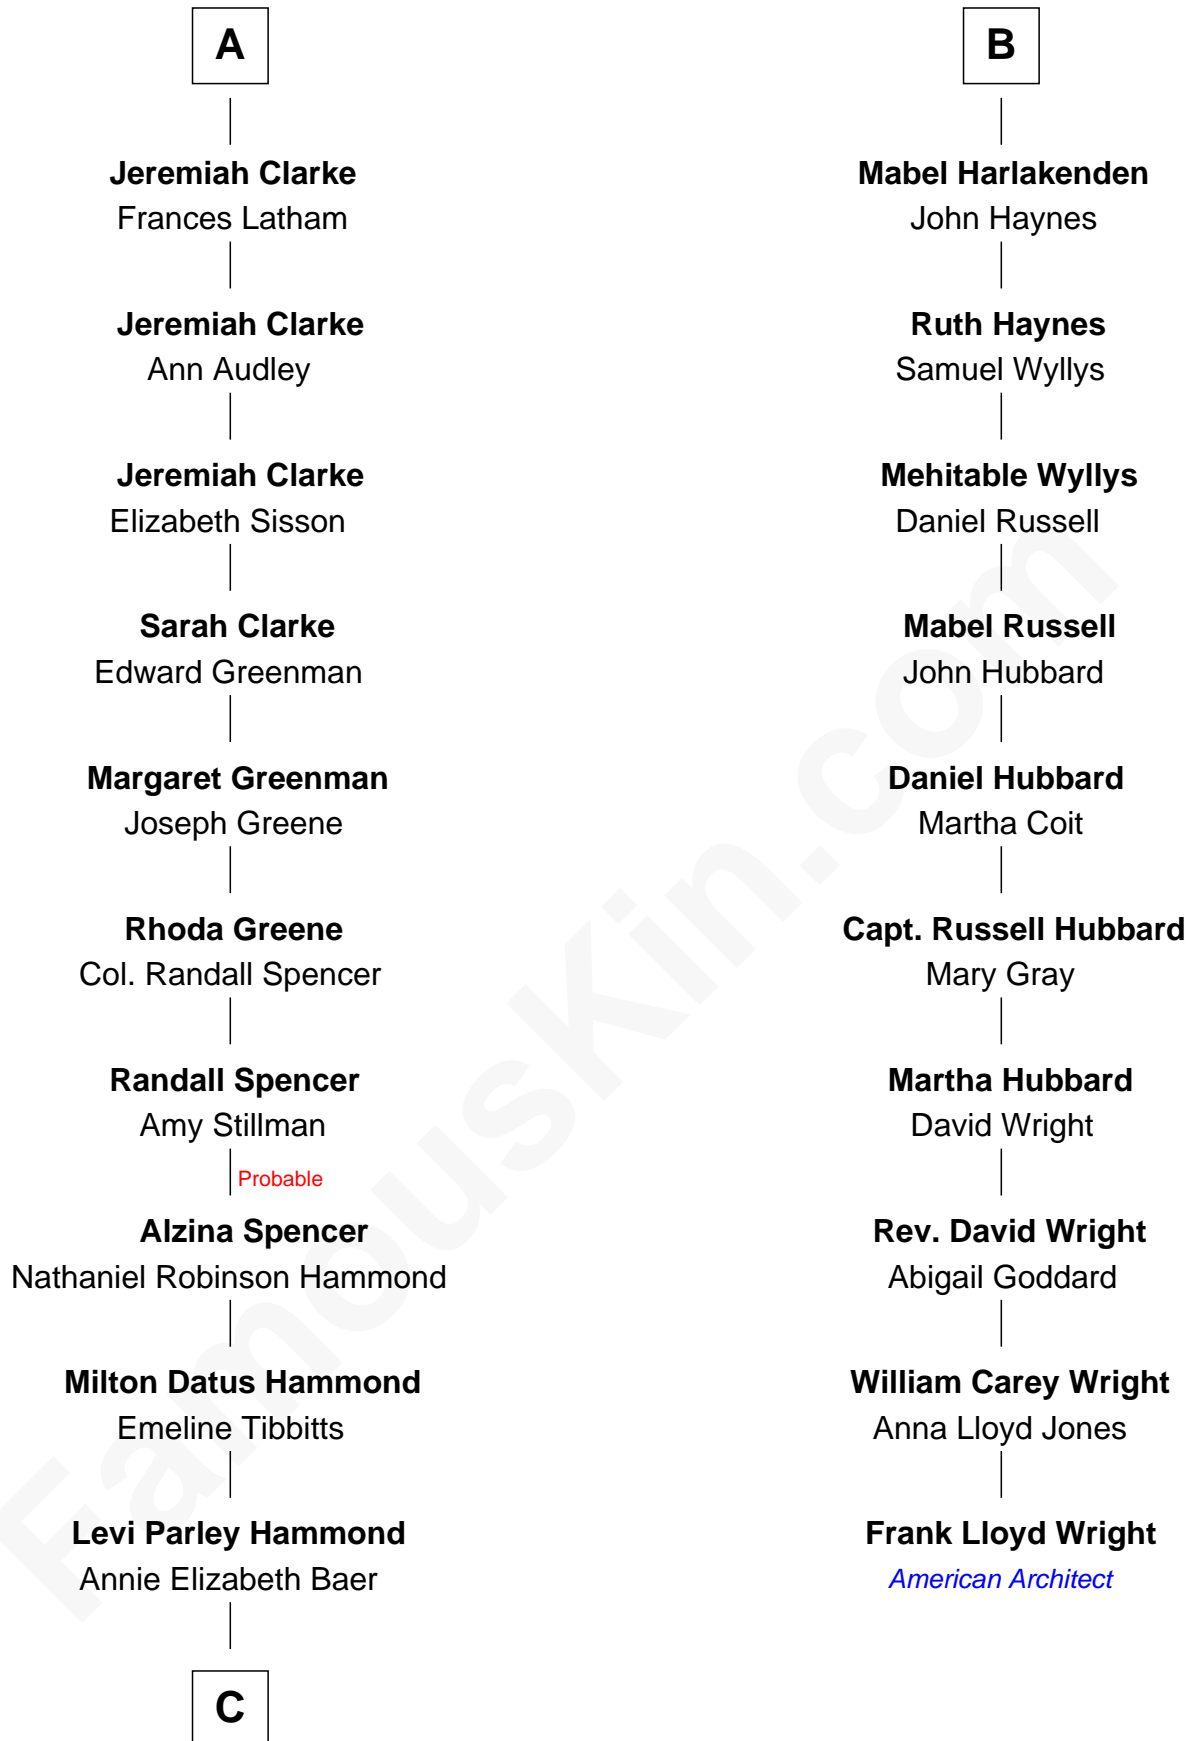 A
Jeremiah Clarke
Frances Latham
Jeremiah Clarke
Ann Audley
Jeremiah Clarke
Elizabeth Sisson
Sarah Clarke
Edward Greenman
Margaret Greenman
Joseph Greene
Rhoda Greene
Col. Randall Spencer
Randall Spencer
Amy Stillman
Probable
Alzina Spencer
Nathaniel Robinson Hammond
Milton Datus Hammond
Emeline Tibbitts
Levi Parley Hammond
Annie Elizabeth Baer
C
B
Mabel Harlakenden
John Haynes
Ruth Haynes
Samuel Wyllys
Mehitable Wyllys
Daniel Russell
Mabel Russell
John Hubbard
Daniel Hubbard
Martha Coit
Capt. Russell Hubbard
Mary Gray
Martha Hubbard
David Wright
Rev. David Wright
Abigail Goddard
William Carey Wright
Anna Lloyd Jones
Frank Lloyd Wright
American Architect
FamousKin.com